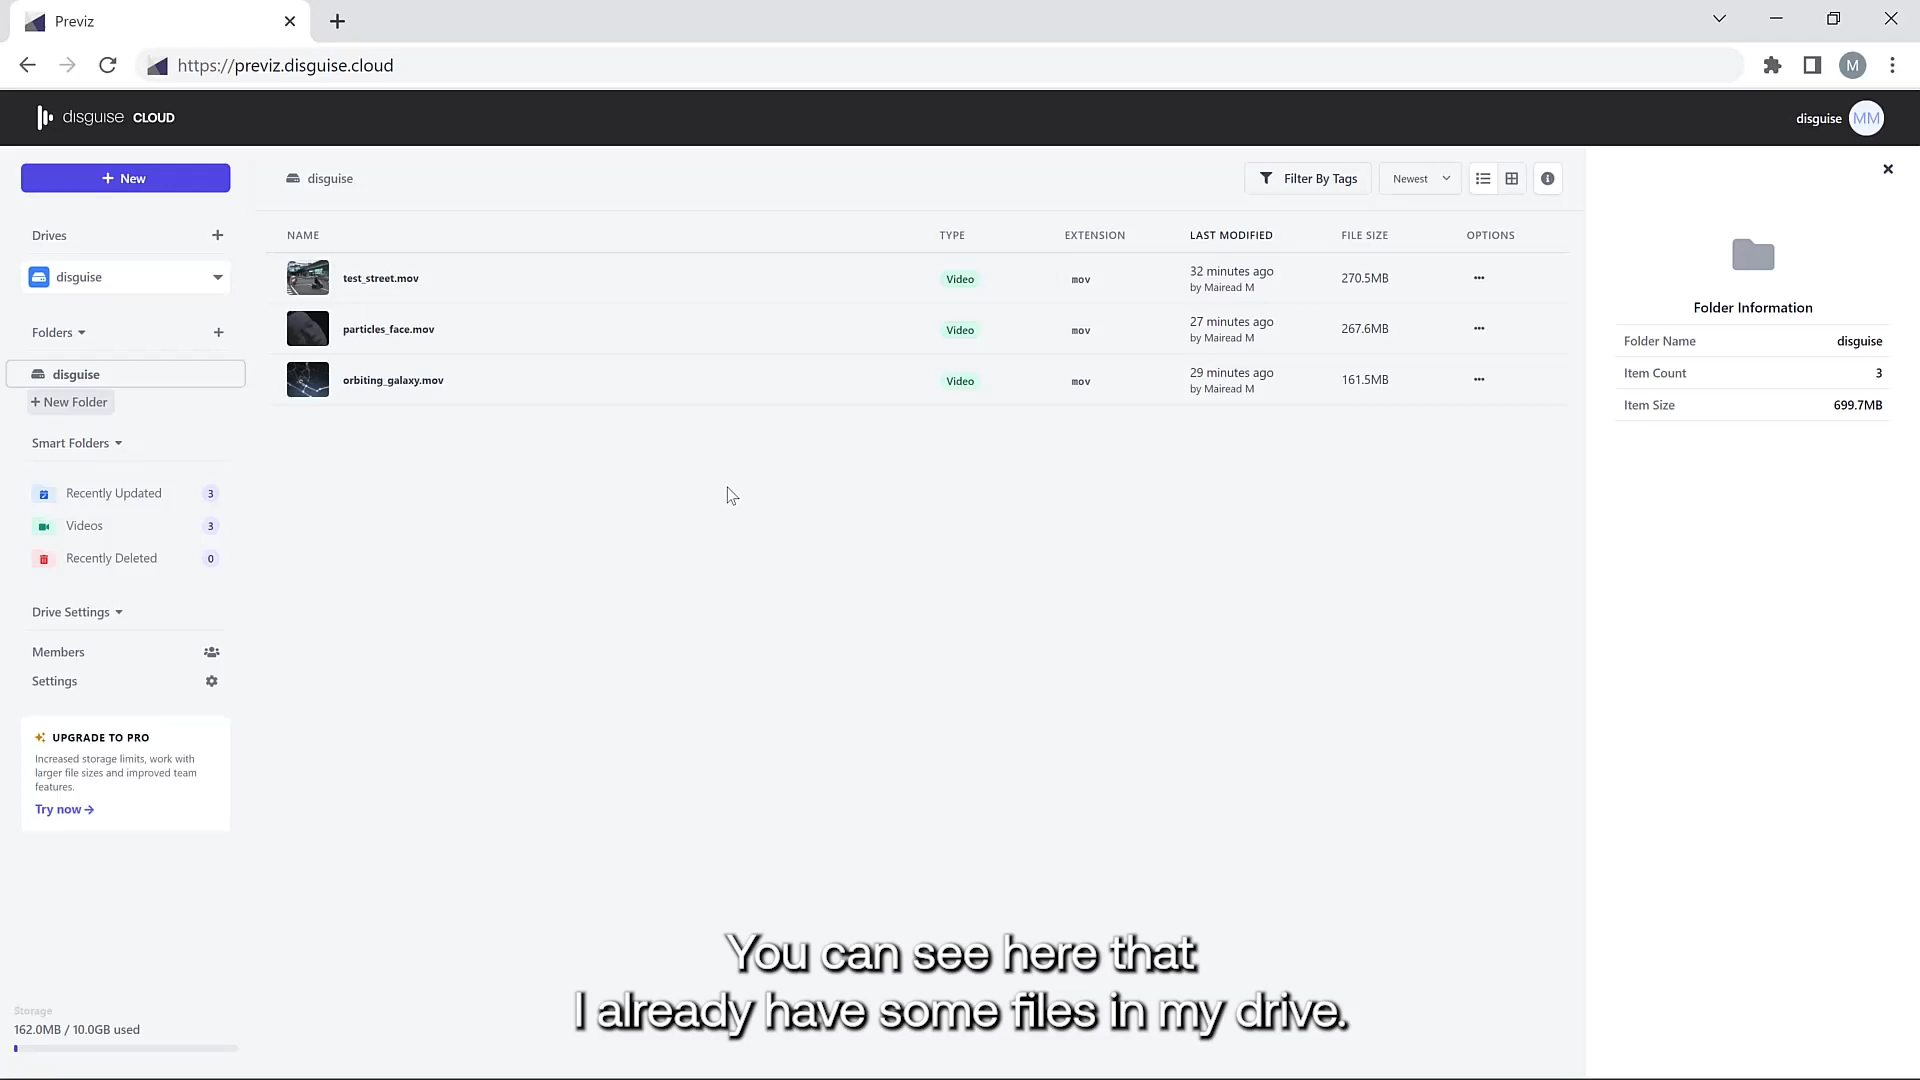 Previz
https://previz.disguise.cloud
M
disguise CLOUD
disguise MM
+ New
disguise
Filter By Tags
Newest
Drives
disguise
Folders
disguise
+ New Folder
Smart Folders
Recently Updated 3
Videos 3
Recently Deleted 0
Drive Settings
Members
Settings
UPGRADE TO PRO
Increased storage limits, work with
larger file sizes and improved team
features.
Try now →
Storage
162.0MB / 10.0GB used
NAME TYPE EXTENSION LAST MODIFIED FILE SIZE OPTIONS
test_street.mov Video mov 32 minutes ago 270.5MB
by Mairead M
particles_face.mov Video mov 27 minutes ago 267.6MB
by Mairead M
orbiting_galaxy.mov Video mov 29 minutes ago 161.5MB
by Mairead M
Folder Information
Folder Name disguise
Item Count 3
Item Size 699.7MB
You can see here that
I already have some files in my drive.